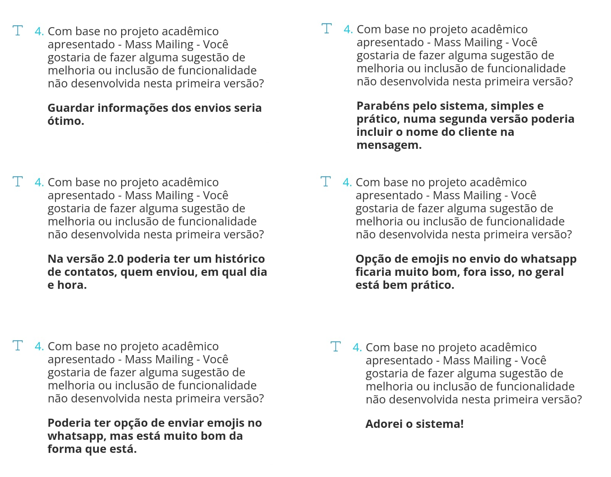 4. Com base no projeto acadêmico
apresentado - Mass Mailing - Você
gostaria de fazer alguma sugestão de
melhoria ou inclusão de funcionalidade
não desenvolvida nesta primeira versão?
Guardar informações dos envios seria
ótimo.
4. Com base no projeto acadêmico
apresentado - Mass Mailing - Você
gostaria de fazer alguma sugestão de
melhoria ou inclusão de funcionalidade
não desenvolvida nesta primeira versão?
Parabéns pelo sistema, simples e
prático, numa segunda versão poderia
incluir o nome do cliente na
mensagem.
4. Com base no projeto acadêmico
apresentado - Mass Mailing - Você
gostaria de fazer alguma sugestão de
melhoria ou inclusão de funcionalidade
não desenvolvida nesta primeira versão?
Na versão 2.0 poderia ter um histórico
de contatos, quem enviou, em qual dia
e hora.
4. Com base no projeto acadêmico
apresentado - Mass Mailing - Você
gostaria de fazer alguma sugestão de
melhoria ou inclusão de funcionalidade
não desenvolvida nesta primeira versão?
Opção de emojis no envio do whatsapp
ficaria muito bom, fora isso, no geral
está bem prático.
4. Com base no projeto acadêmico
apresentado - Mass Mailing - Você
gostaria de fazer alguma sugestão de
melhoria ou inclusão de funcionalidade
não desenvolvida nesta primeira versão?
Poderia ter opção de enviar emojis no
whatsapp, mas está muito bom da
forma que está.
4. Com base no projeto acadêmico
apresentado - Mass Mailing - Você
gostaria de fazer alguma sugestão de
melhoria ou inclusão de funcionalidade
não desenvolvida nesta primeira versão?
Adorei o sistema!